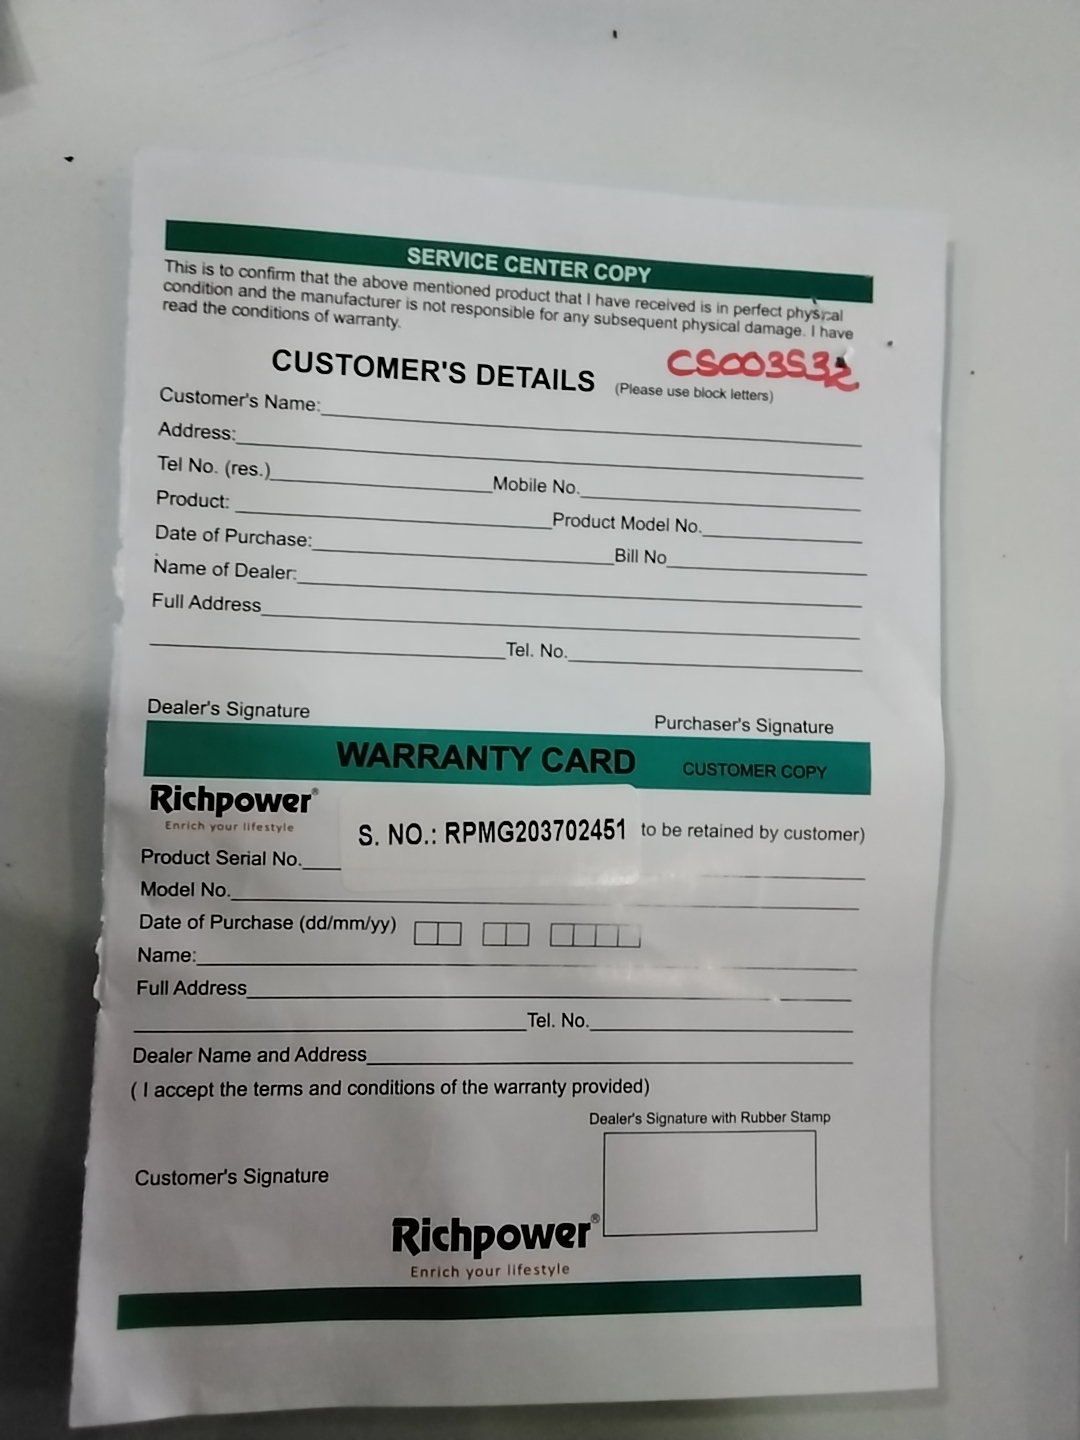 SERVICE CENTER COPY
This is to confirm that the above mentioned product that I have received is in perfect physical
condition and the manufacturer is not responsible for any subsequent physical damage. I have
read the conditions of warranty.
CUSTOMER'S DETAILS (Please use block letters)
CS003532
Customer's Name:
Address:
Tel No. (res.) Mobile No.
Product: Product Model No.
Date of Purchase: Bill No
Name of Dealer:
Full Address
Tel. No.
Dealer's Signature Purchaser's Signature
WARRANTY CARD CUSTOMER COPY
Richpower®
Enrich your lifestyle
S. NO.: RPMG203702451 to be retained by customer)
Product Serial No.
Model No.
Date of Purchase (dd/mm/yy)
Name:
Full Address
Tel. No.
Dealer Name and Address
( I accept the terms and conditions of the warranty provided)
Dealer's Signature with Rubber Stamp
Customer's Signature
Richpower®
Enrich your lifestyle